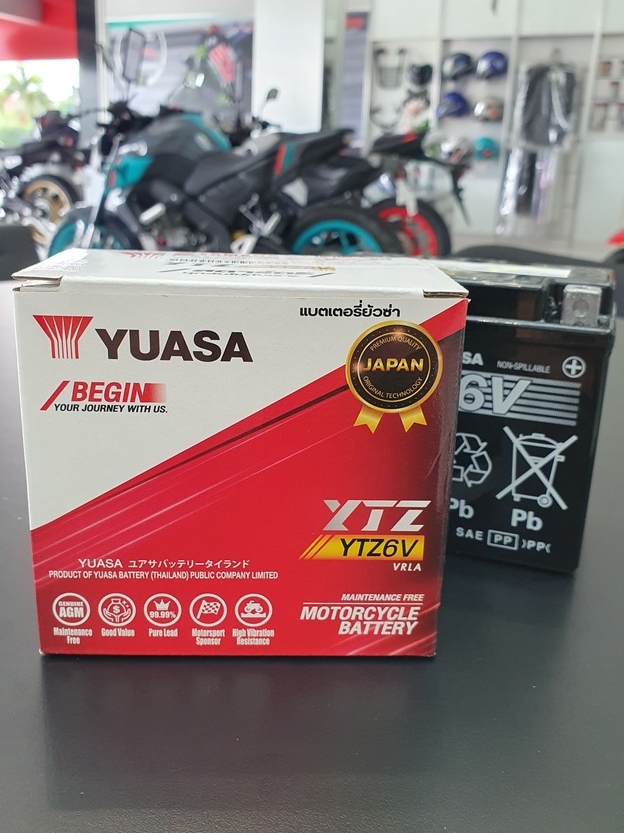 แบตเตอรี่ยัวซ่า
YUASA
BEGIN
YOUR JOURNEY WITH US.
PREMIUM QUALITY
JAPAN
ORIGINAL TECHNOLOGY
YTZ
YTZ6V
VRLA
YUASA ユアサバッテリータイランド
PRODUCT OF YUASA BATTERY (THAILAND) PUBLIC COMPANY LIMITED
GENUINE
AGM
Maintenance
Free
Good Value
99.99%
Pure Lead
Motorsport
Sponsor
High Vibration
Resistance
MAINTENANCE FREE
MOTORCYCLE
BATTERY
SA
NON-SPILLABLE
6V
Pb
Pb
SAE PP ›PP‹